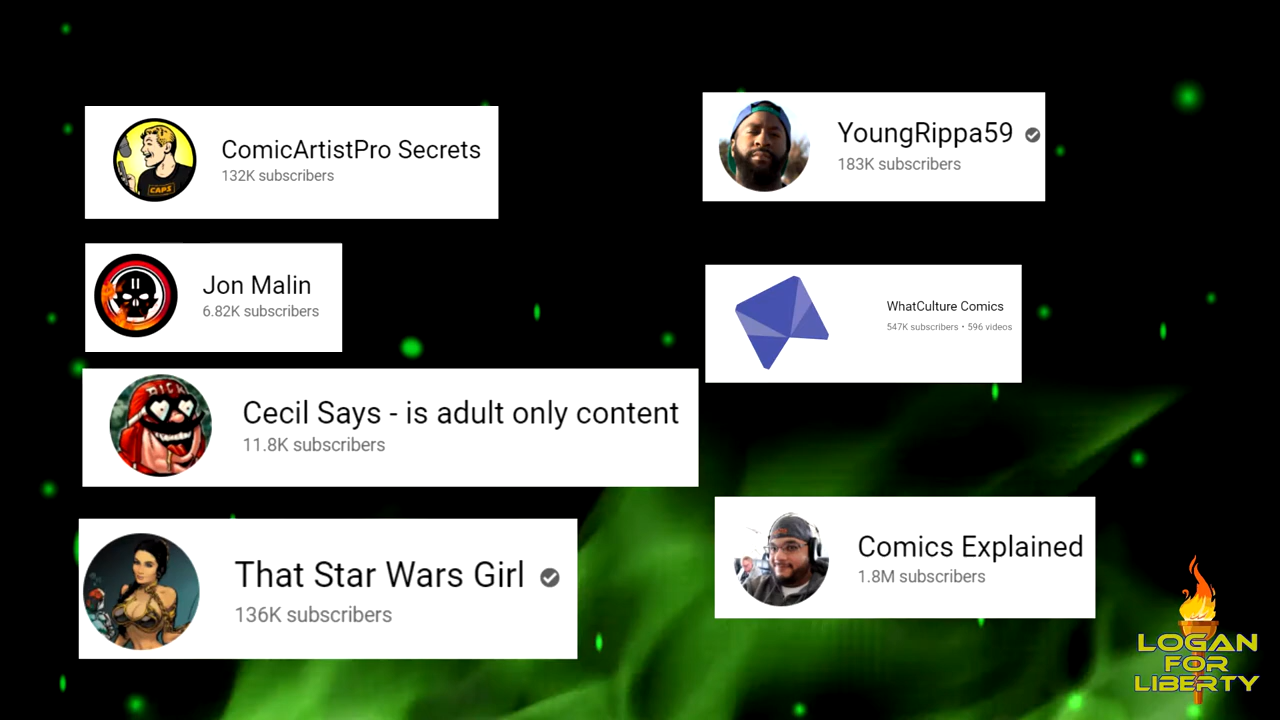 ComicArtistPro Secrets
132K subscribers
CAPS
Jon Malin
6.82K subscribers
DICK
Cecil Says - is adult only content
11.8K subscribers
That Star Wars Girl
136K subscribers
YoungRippa59
183K subscribers
WhatCulture Comics
547K subscribers • 596 videos
Comics Explained
1.8M subscribers
LOGAN
FOR
LIBERTY